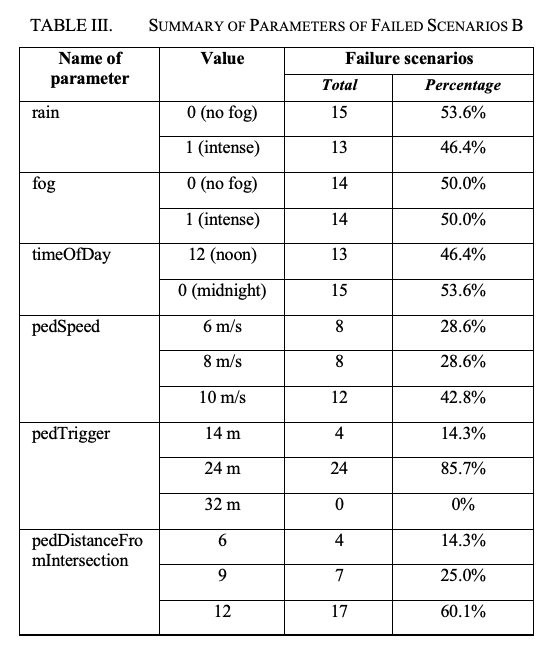 TABLE III. SUMMARY OF PARAMETERS OF FAILED SCENARIOS B
Name of parameter Value Failure scenarios
Total Percentage
rain 0 (no fog) 15 53.6%
1 (intense) 13 46.4%
fog 0 (no fog) 14 50.0%
1 (intense) 14 50.0%
timeOfDay 12 (noon) 13 46.4%
0 (midnight) 15 53.6%
pedSpeed 6 m/s 8 28.6%
8 m/s 8 28.6%
10 m/s 12 42.8%
pedTrigger 14 m 4 14.3%
24 m 24 85.7%
32 m 0 0%
pedDistanceFro 6 4 14.3%
mIntersection 9 7 25.0%
12 17 60.1%